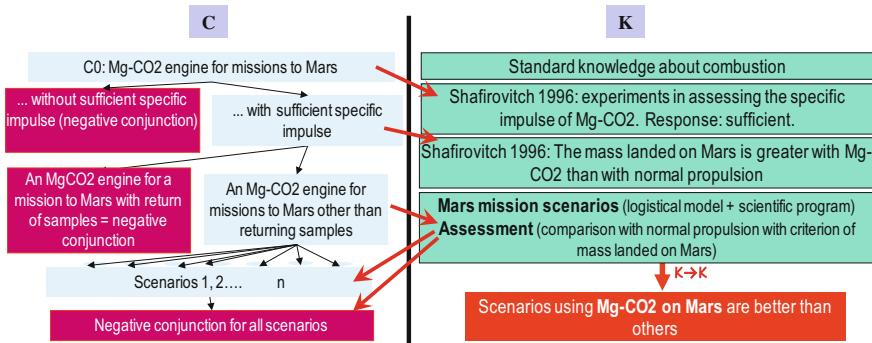 C
C0: Mg-CO2 engine for missions to Mars
... without sufficient specific
impulse (negative conjunction)
... with sufficient specific
impulse
An MgCO2 engine for a
mission to Mars with return
of samples = negative
conjunction
An Mg-CO2 engine for
missions to Mars other than
returning samples
Scenarios 1, 2.... n
Negative conjunction for all scenarios
K
Standard knowledge about combustion
Shafirovitch 1996: experiments in assessing the specific
impulse of Mg-CO2. Response: sufficient.
Shafirovitch 1996: The mass landed on Mars is greater with Mg-
CO2 than with normal propulsion
Mars mission scenarios (logistical model + scientific program)
Assessment (comparison with normal propulsion with criterion of
mass landed on Mars)
K→K
Scenarios using Mg-CO2 on Mars are better than
others